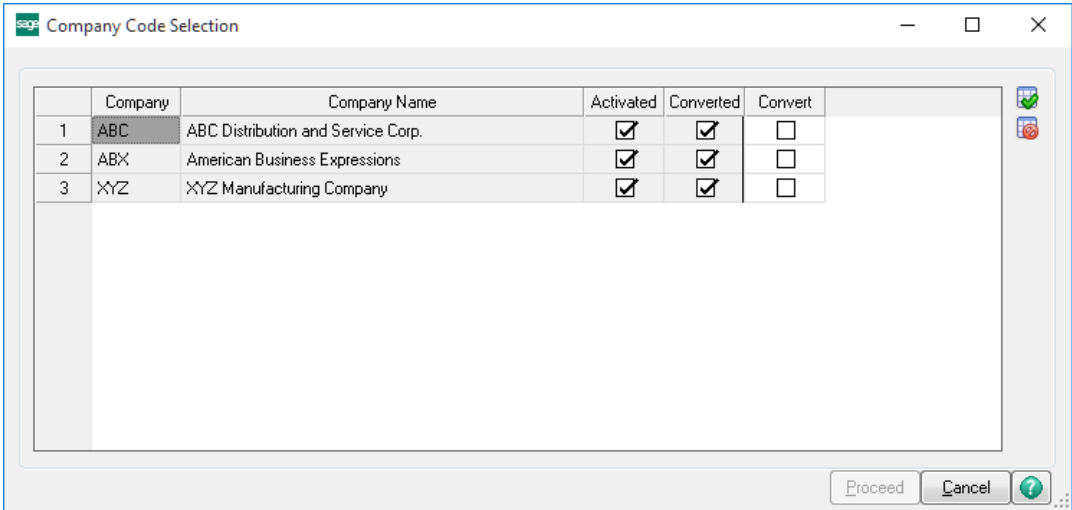 sage Company Code Selection
Company Company Name Activated Converted Convert
1 ABC ABC Distribution and Service Corp.
2 ABX American Business Expressions
3 XYZ XYZ Manufacturing Company
Proceed Cancel ?